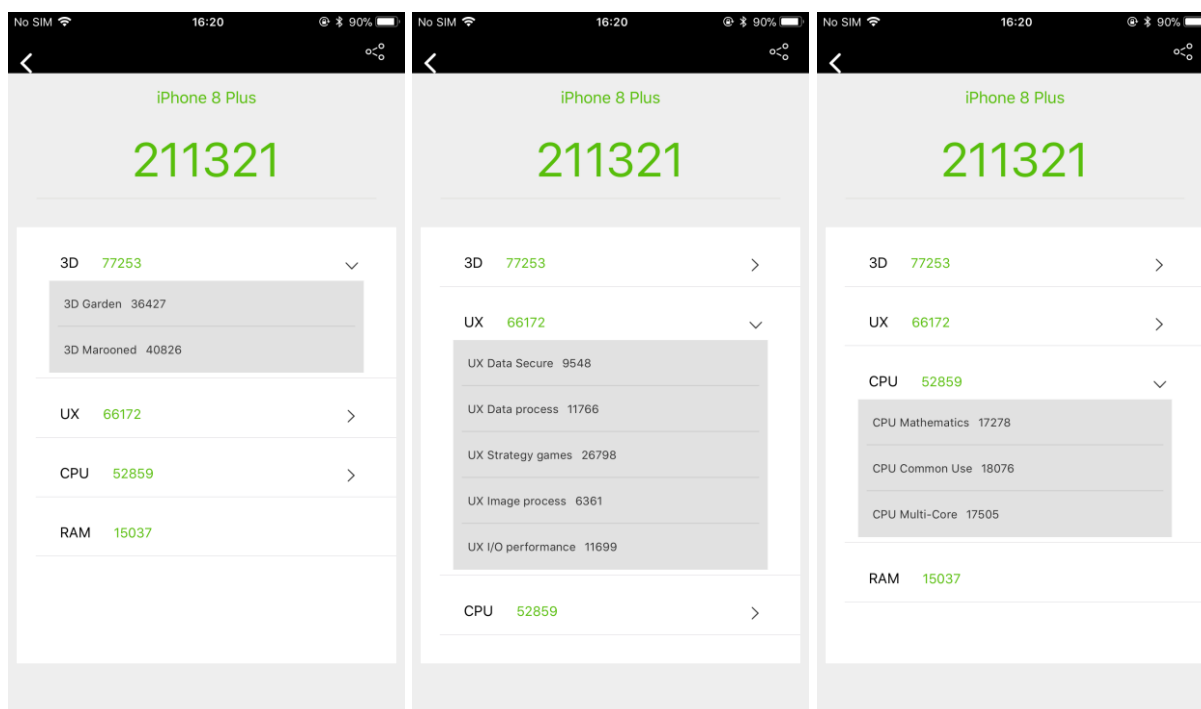 No SIM 16:20 90%
iPhone 8 Plus
211321
3D 77253
3D Garden 36427
3D Marooned 40826
UX 66172
CPU 52859
RAM 15037
No SIM 16:20 90%
iPhone 8 Plus
211321
3D 77253
UX 66172
UX Data Secure 9548
UX Data process 11766
UX Strategy games 26798
UX Image process 6361
UX I/O performance 11699
CPU 52859
No SIM 16:20 90%
iPhone 8 Plus
211321
3D 77253
UX 66172
CPU 52859
CPU Mathematics 17278
CPU Common Use 18076
CPU Multi-Core 17505
RAM 15037